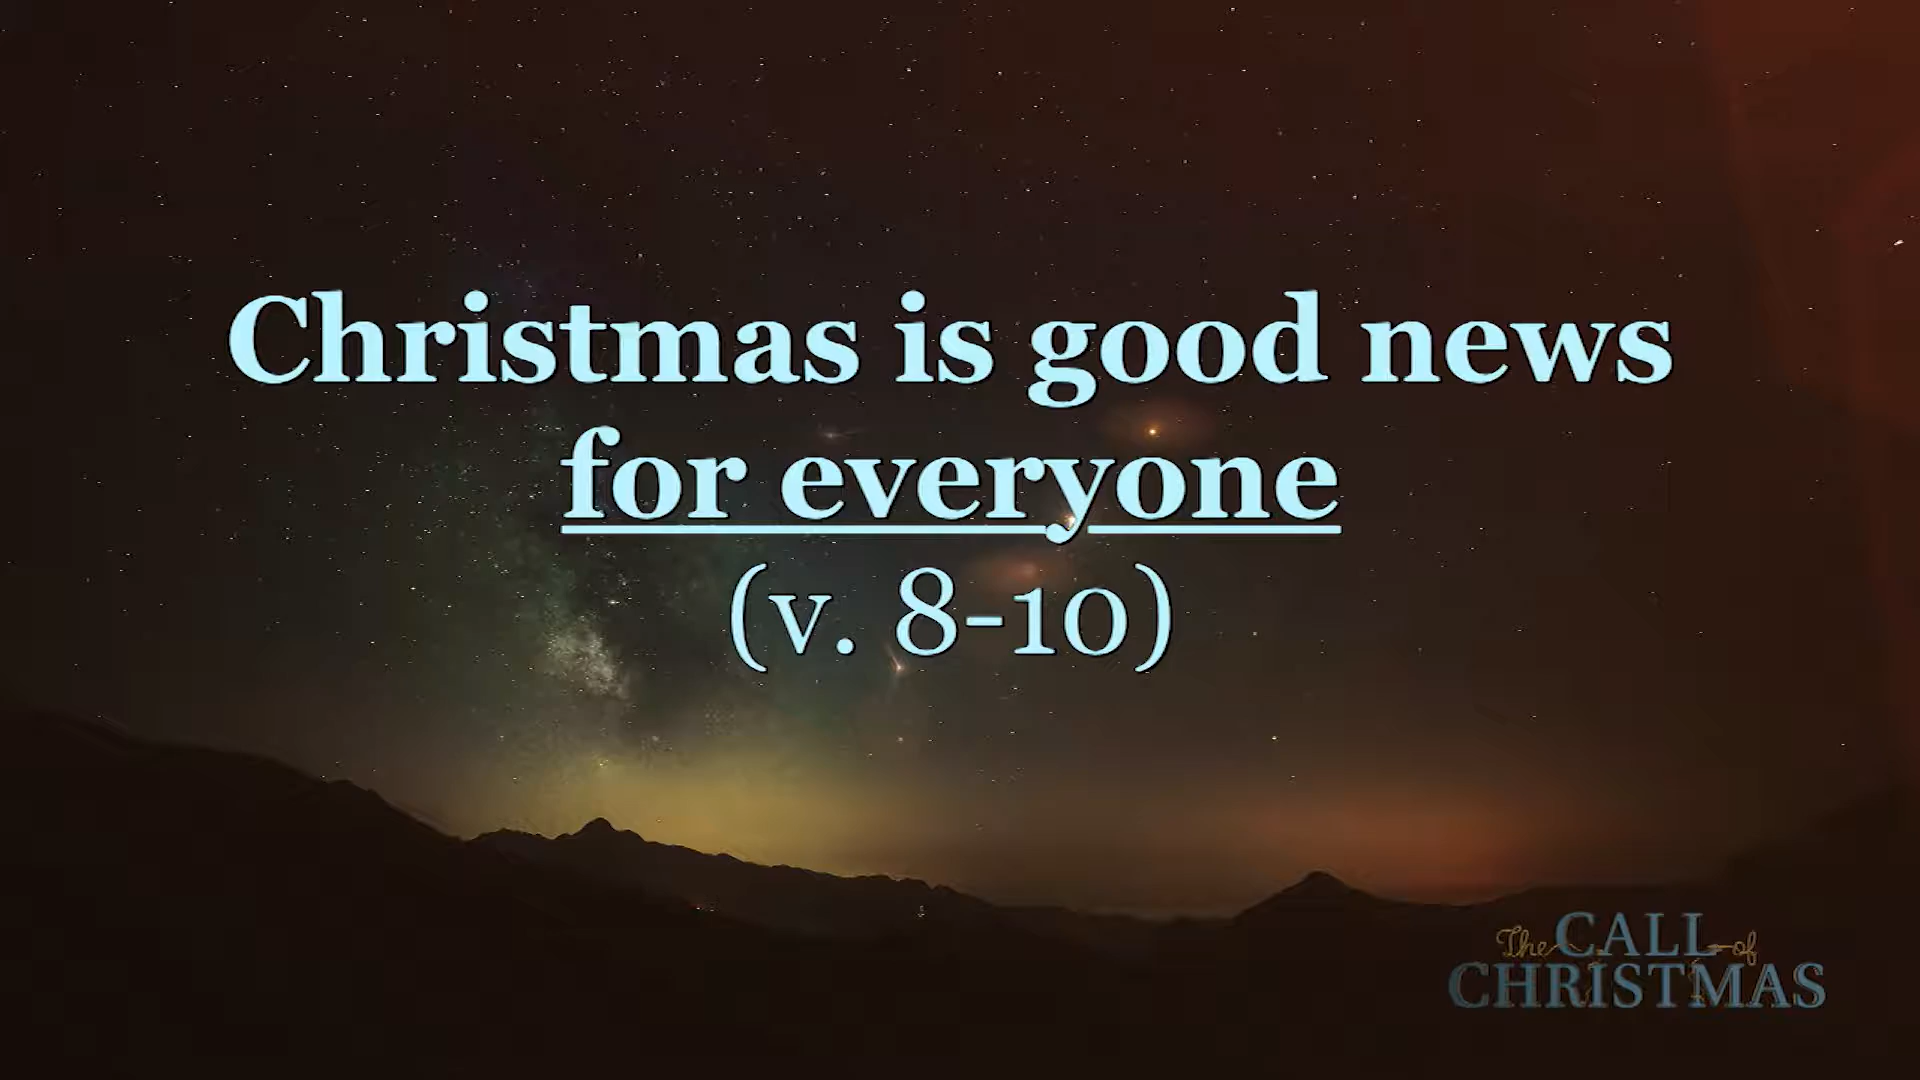 Christmas is good news
for everyone
(v. 8-10)
The CALL of
CHRISTMAS